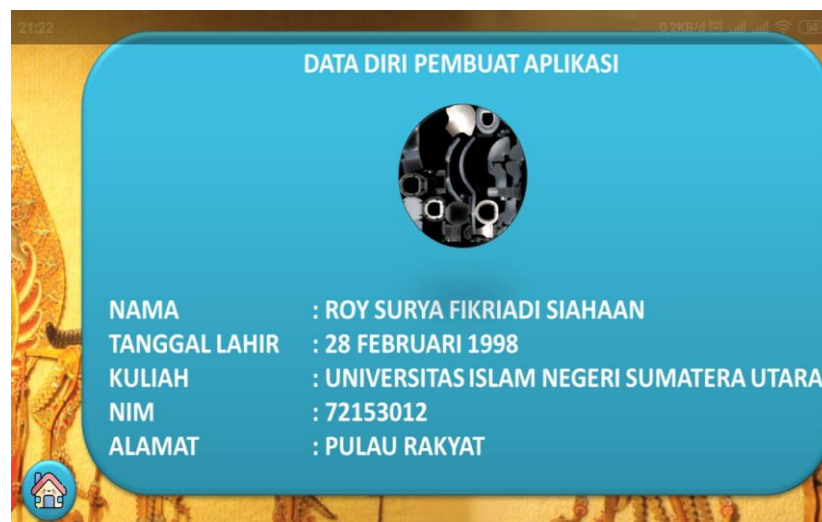 21:22 0.2KB/d 54
DATA DIRI PEMBUAT APLIKASI
NAMA : ROY SURYA FIKRIADI SIAHAAN
TANGGAL LAHIR : 28 FEBRUARI 1998
KULIAH : UNIVERSITAS ISLAM NEGERI SUMATERA UTARA
NIM : 72153012
ALAMAT : PULAU RAKYAT